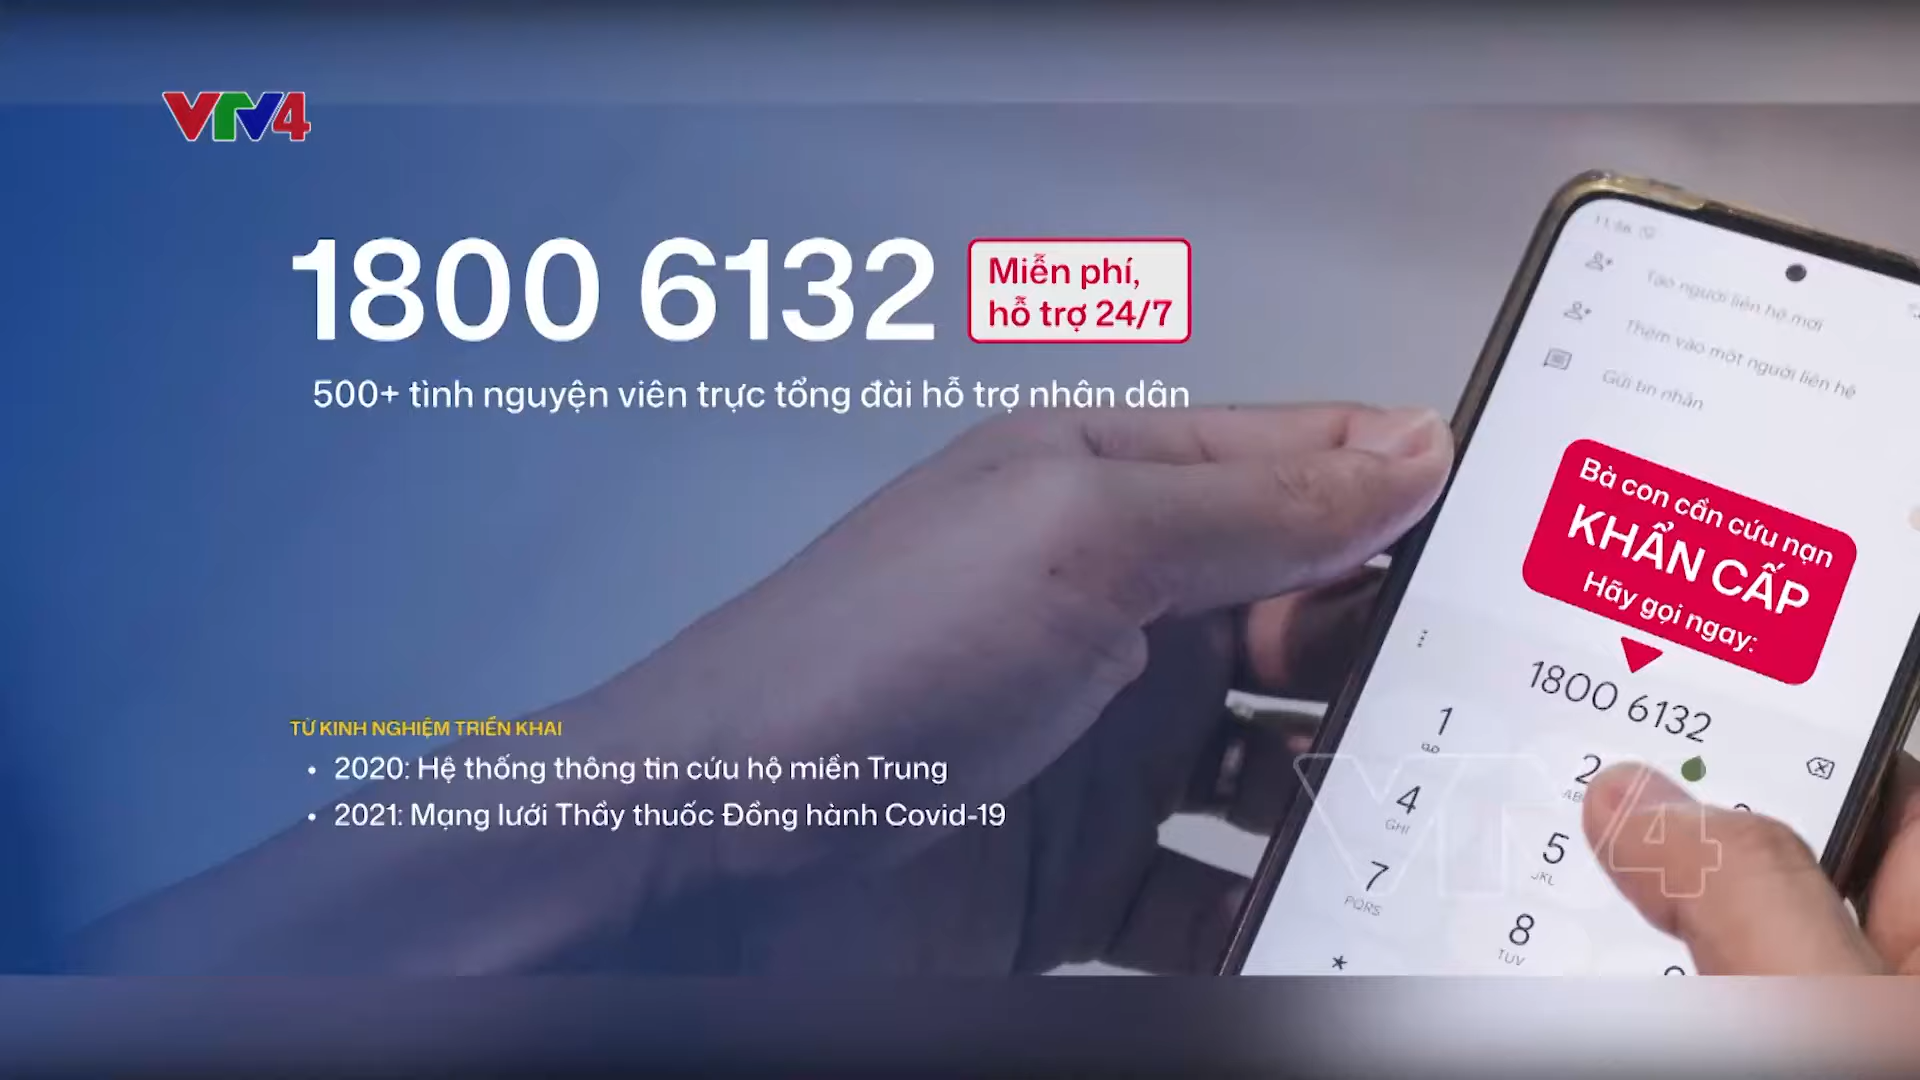 VTV4
1800 6132
Miễn phí,
hỗ trợ 24/7
500+ tình nguyện viên trực tổng đài hỗ trợ nhân dân
Tạo người liên hệ mới
Thêm vào một người liên hệ
Gửi tin nhắn
Bà con cần cứu nạn
KHẨN CẤP
Hãy gọi ngay:
1800 6132
TỪ KINH NGHIỆM TRIỂN KHAI
• 2020: Hệ thống thông tin cứu hộ miền Trung
• 2021: Mạng lưới Thầy thuốc Đồng hành Covid-19
1
2
4
GHI
5
JKL
7
PQRS
8
TUV
*
VTV4